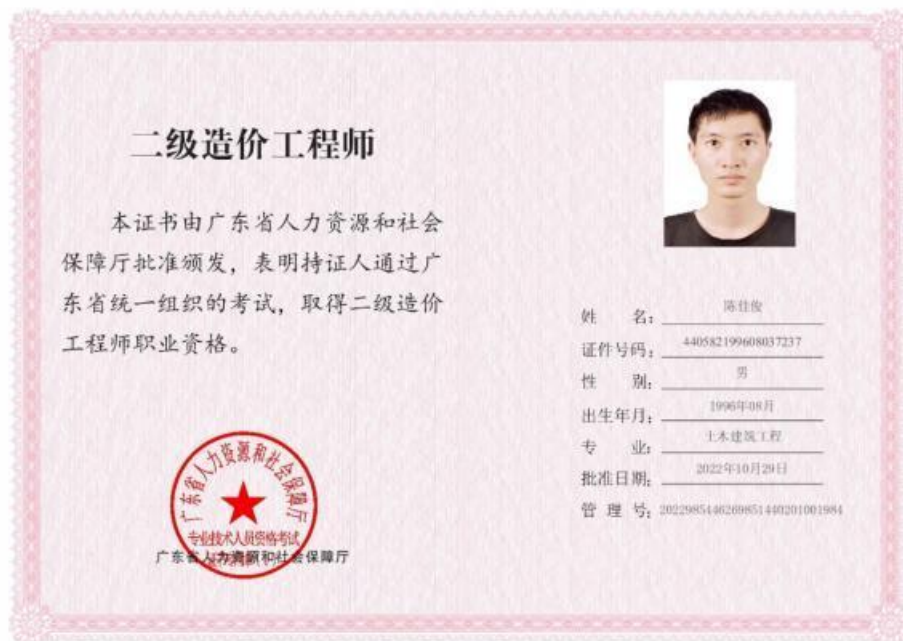 二级造价工程师
本证书由广东省人力资源和社会
保障厅批准颁发，表明持证人通过广
东省统一组织的考试，取得二级造价
工程师职业资格。
广东省人力资源和社会保障厅
专业技术人员资格考试
广东省人力资源和社会保障厅
姓 名：陈佳俊
证件号码：440582199608037237
性 别：男
出生年月：1996年08月
专 业：土木建筑工程
批准日期：2022年10月29日
管 理 号：20229854462698514402010019​84